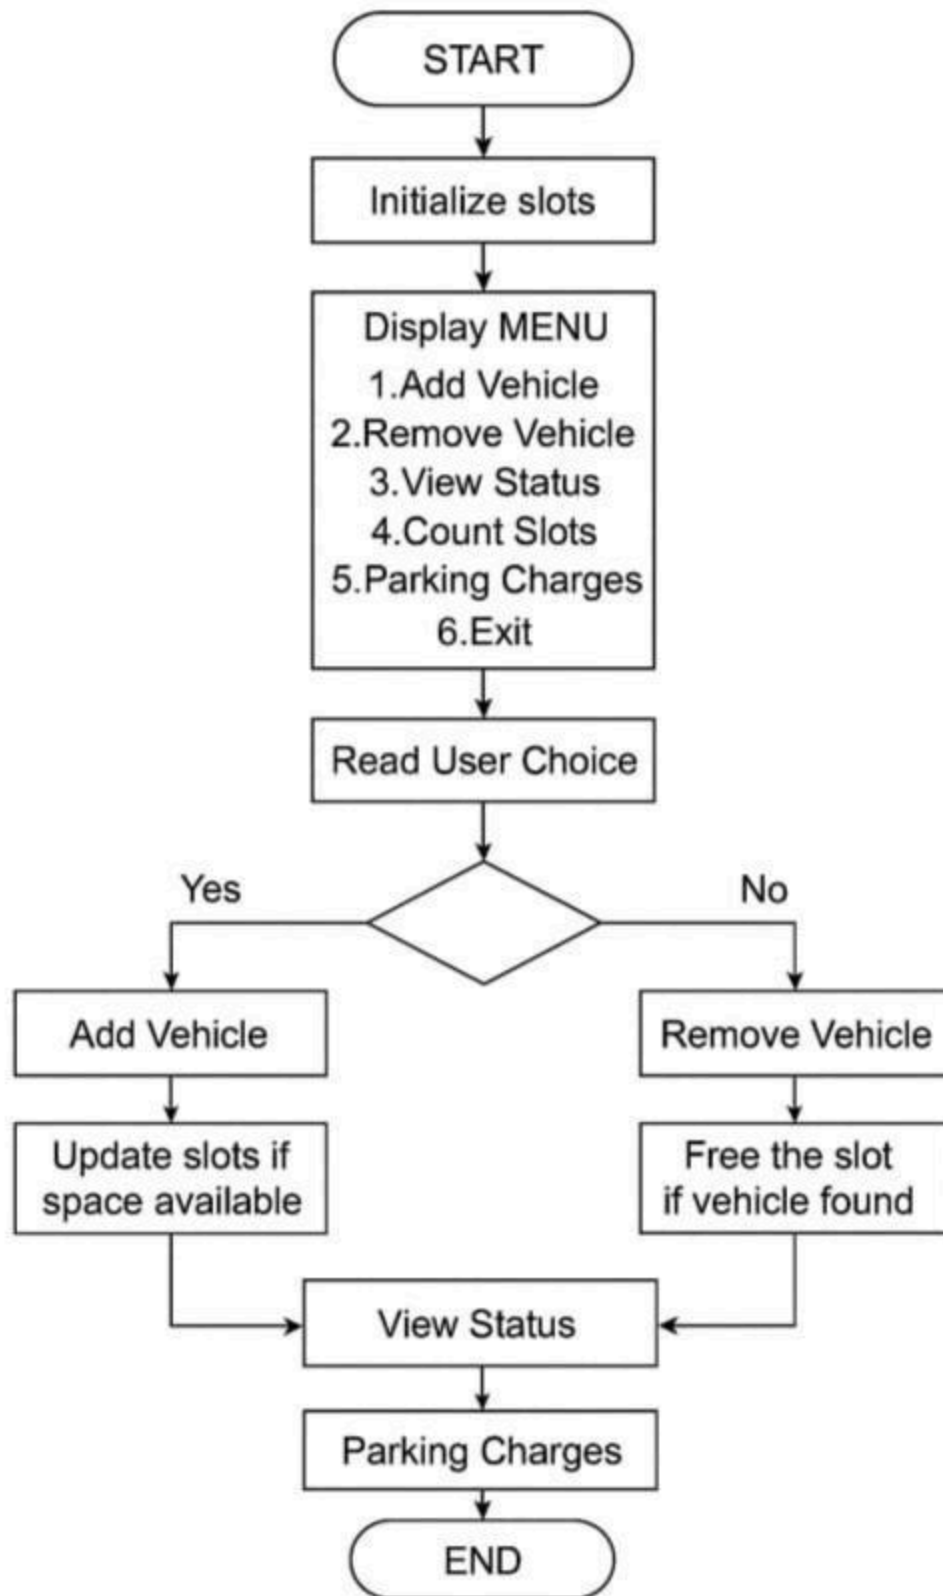 START
Initialize slots
Display MENU
1.Add Vehicle
2.Remove Vehicle
3.View Status
4.Count Slots
5.Parking Charges
6.Exit
Read User Choice
Yes
No
Add Vehicle
Remove Vehicle
Update slots if
space available
Free the slot
if vehicle found
View Status
Parking Charges
END